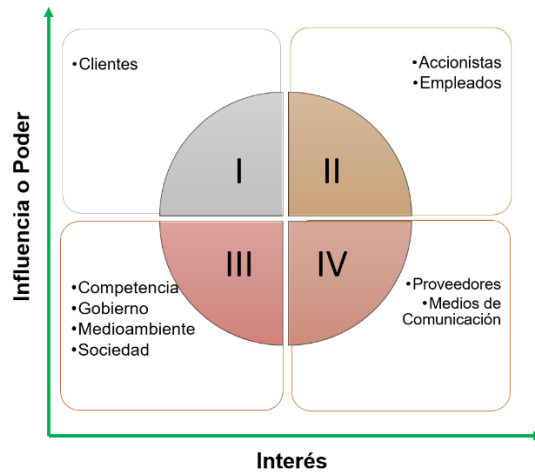 •Clientes
•Accionistas
•Empleados
I
II
III
IV
•Competencia
•Gobierno
•Medioambiente
•Sociedad
•Proveedores
•Medios de
Comunicación
Influencia o Poder
Interés